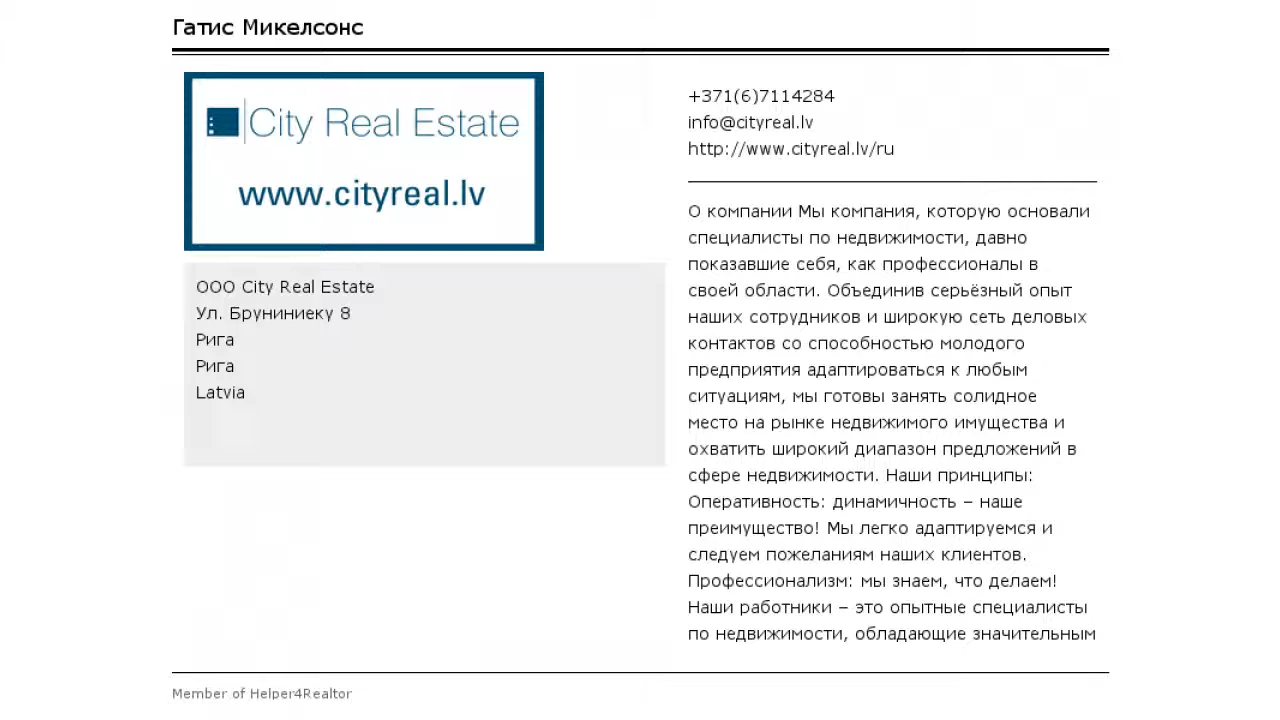 Гатис Микелсонс
City Real Estate
www.cityreal.lv
ООО City Real Estate
Ул. Бруниниеку 8
Рига
Рига
Latvia
+371(6)7114284
info@cityreal.lv
http://www.cityreal.lv/ru
О компании Мы компания, которую основали
специалисты по недвижимости, давно
показавшие себя, как профессионалы в
своей области. Объединив серьёзный опыт
наших сотрудников и широкую сеть деловых
контактов со способностью молодого
предприятия адаптироваться к любым
ситуациям, мы готовы занять солидное
место на рынке недвижимого имущества и
охватить широкий диапазон предложений в
сфере недвижимости. Наши принципы:
Оперативность: динамичность – наше
преимущество! Мы легко адаптируемся и
следуем пожеланиям наших клиентов.
Профессионализм: мы знаем, что делаем!
Наши работники – это опытные специалисты
по недвижимости, обладающие значительным
Member of Helper4Realtor